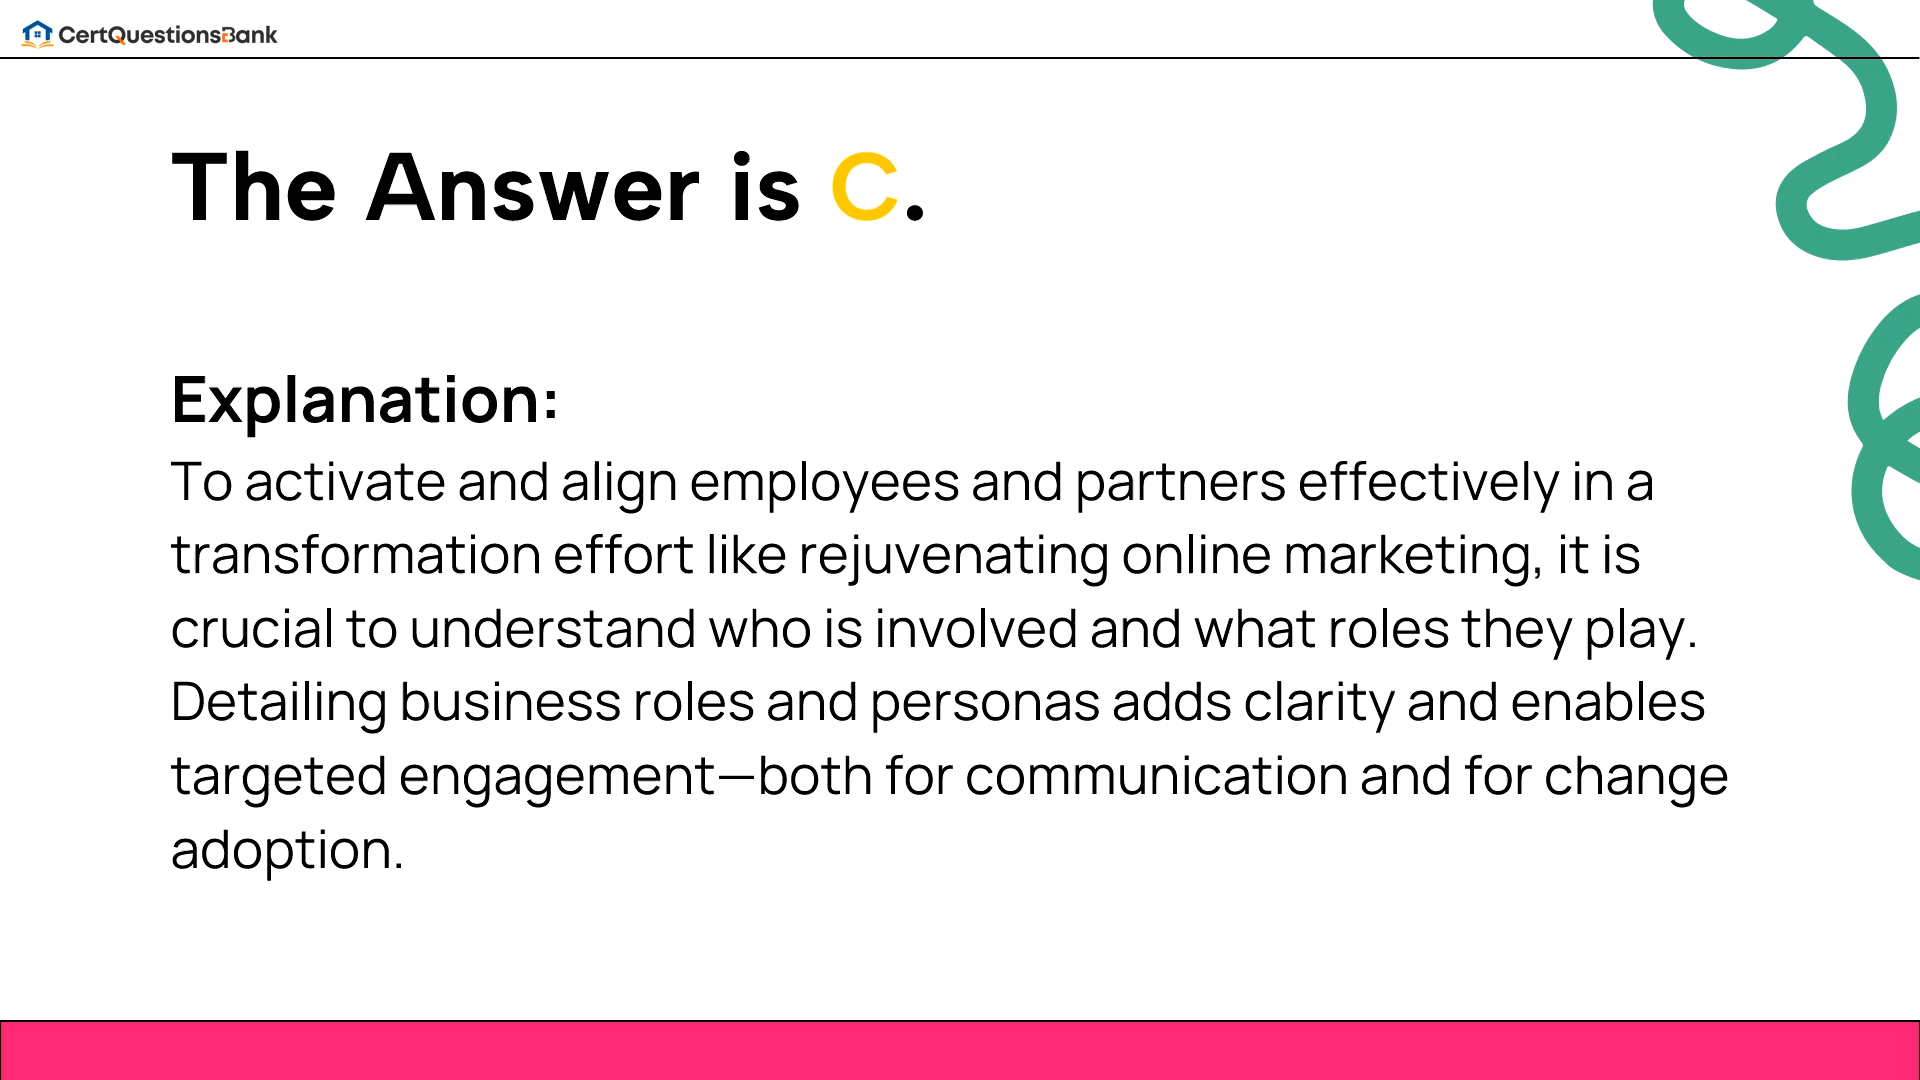 CertQuestionsBank
The Answer is C.
Explanation:
To activate and align employees and partners effectively in a
transformation effort like rejuvenating online marketing, it is
crucial to understand who is involved and what roles they play.
Detailing business roles and personas adds clarity and enables
targeted engagement—both for communication and for change
adoption.